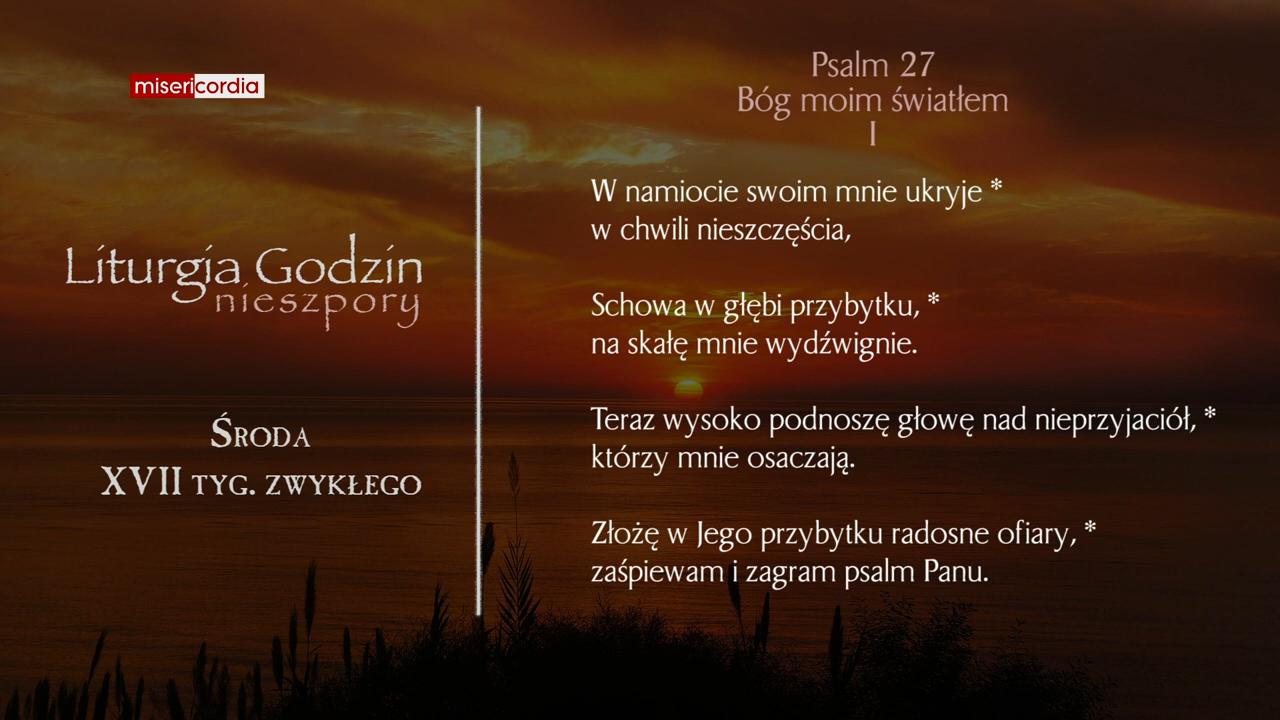 misericordia
Liturgia Godzin
nieszpory
Środa
XVII tyg. zwykłego
Psalm 27
Bóg moim światłem
I
W namiocie swoim mnie ukryje *
w chwili nieszczęścia,
Schowa w głębi przybytku, *
na skałę mnie wydźwignie.
Teraz wysoko podnoszę głowę nad nieprzyjaciół, *
którzy mnie osaczają.
Złożę w Jego przybytku radosne ofiary, *
zaśpiewam i zagram psalm Panu.